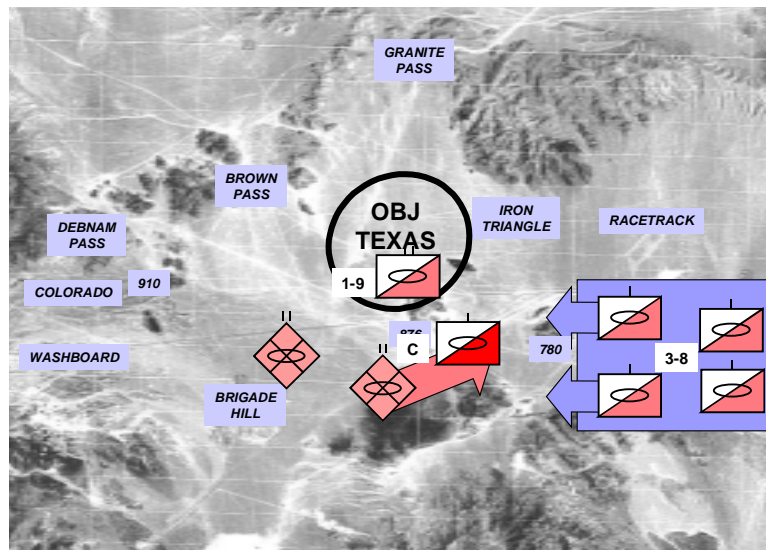 GRANITE
PASS
BROWN
PASS
OBJ
TEXAS
IRON
TRIANGLE
RACETRACK
DEBNAM
PASS
910
COLORADO
1-9
C
780
3-8
WASHBOARD
BRIGADE
HILL